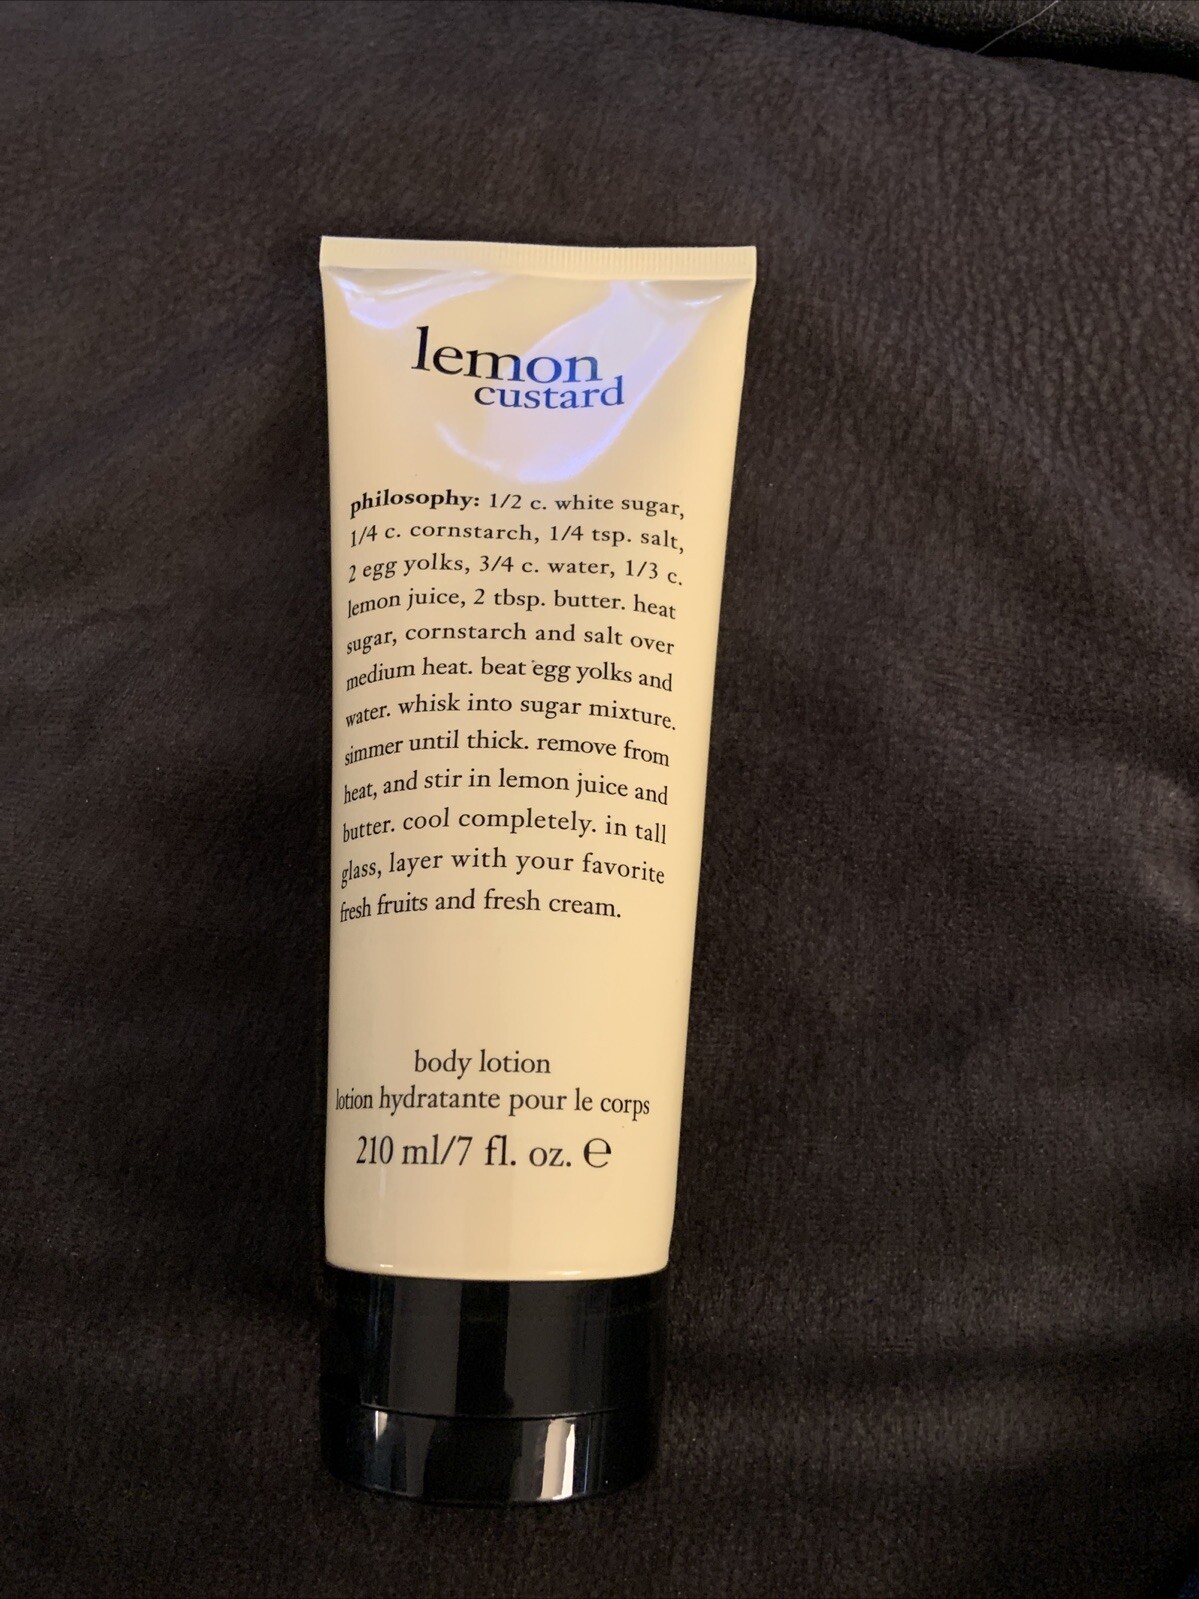 lemon
custard
philosophy: 1/2 c. white sugar,
1/4 c. cornstarch, 1/4 tsp. salt,
2 egg yolks, 3/4 c. water, 1/3 c.
lemon juice, 2 tbsp. butter. heat
sugar, cornstarch and salt over
medium heat. beat egg yolks and
water. whisk into sugar mixture.
simmer until thick. remove from
heat, and stir in lemon juice and
butter. cool completely. in tall
glass, layer with your favorite
fresh fruits and fresh cream.
body lotion
lotion hydratante pour le corps
210 ml/7 fl. oz. ℮